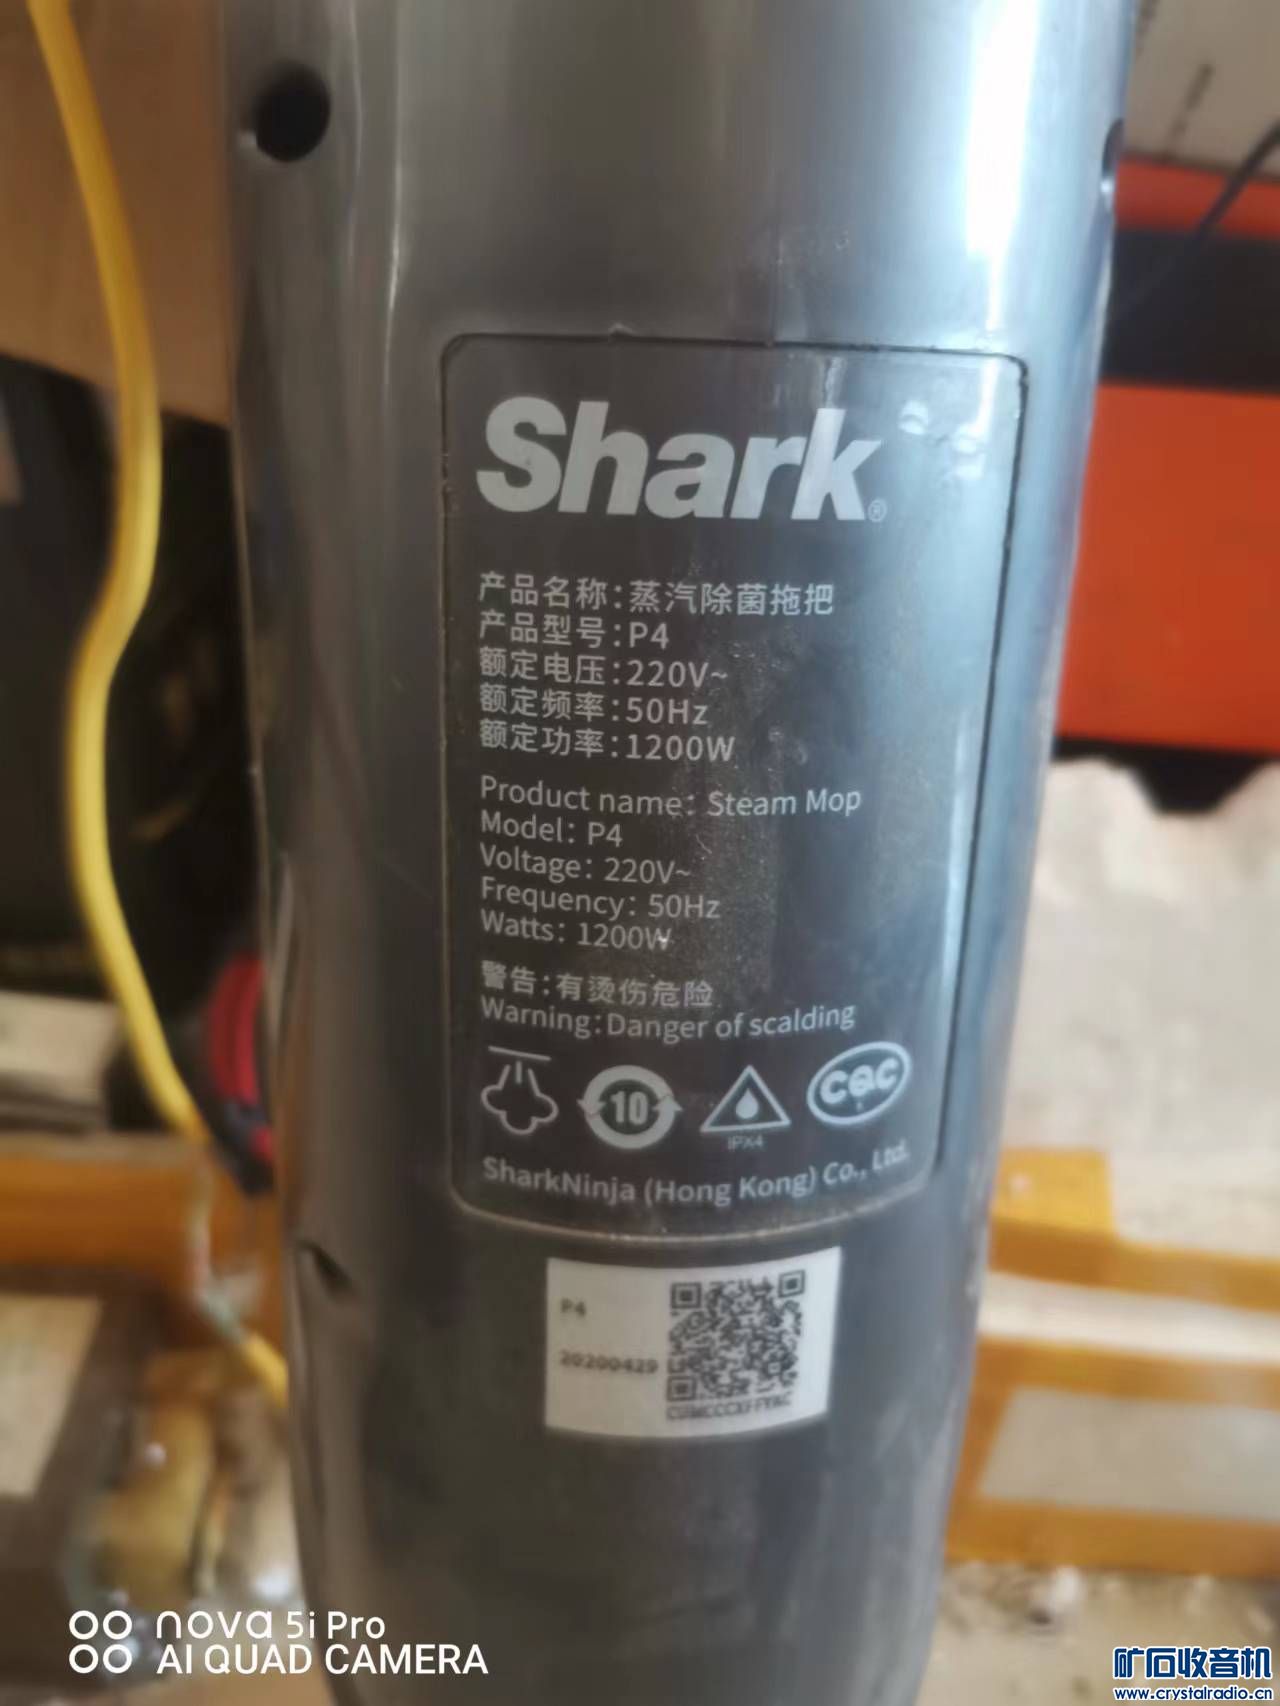 Shark®
产品名称:蒸汽除菌拖把
产品型号:P4
额定电压:220V~
额定频率:50Hz
额定功率:1200W
Product name: Steam Mop
Model: P4
Voltage: 220V~
Frequency: 50Hz
Watts: 1200W
警告:有烫伤危险
Warning:Danger of scalding
10
IPX4
CQC
SharkNinja (Hong Kong) Co., Ltd.
P4
20200429
nova 5i Pro
AI QUAD CAMERA
矿石收音机
www.crystalradio.cn